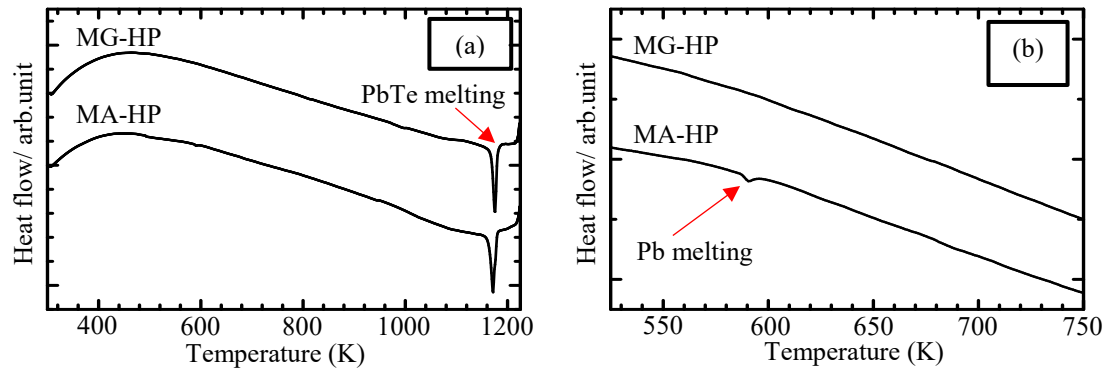 MG-HP
(a)
PbTe melting
MA-HP
Heat flow/ arb.unit
400 600 800 1000 1200
Temperature (K)
MG-HP
(b)
MA-HP
Pb melting
Heat flow/ arb.unit
550 600 650 700 750
Temperature (K)